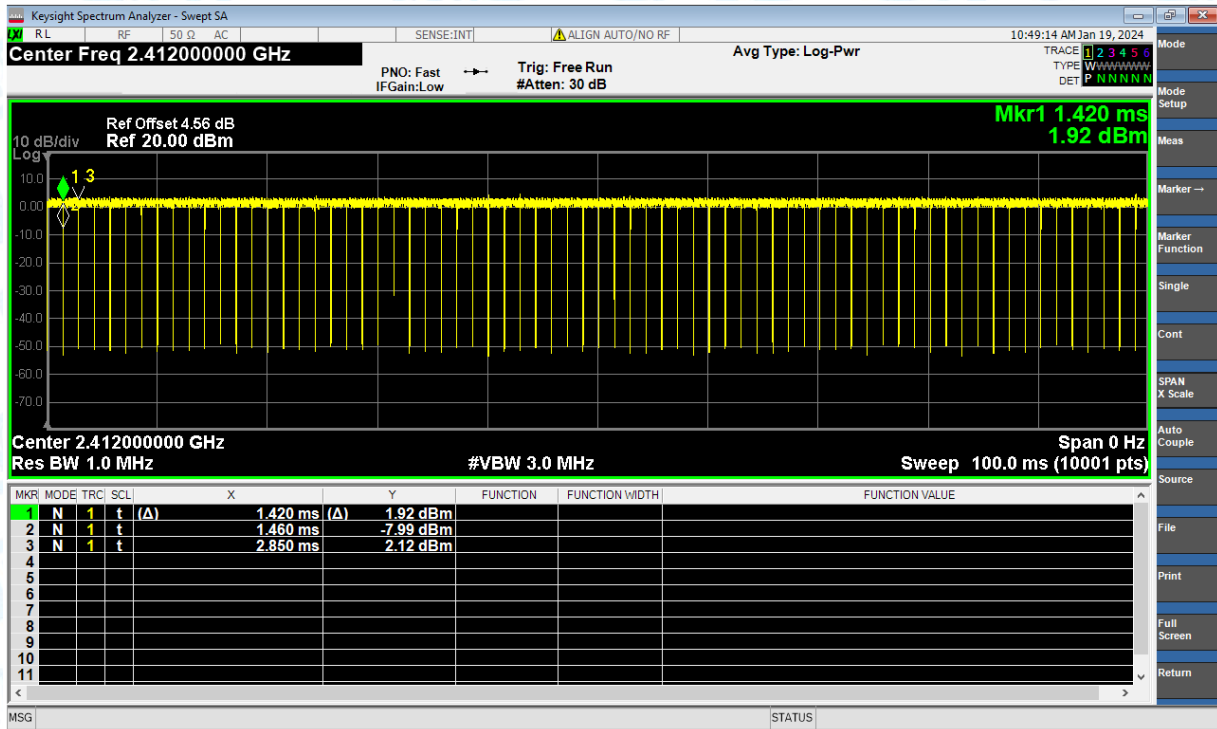 Keysight Spectrum Analyzer - Swept SA
LXI RL RF 50 Ω AC SENSE:INT ALIGN AUTO/NO RF 10:49:14 AM Jan 19, 2024
Center Freq 2.412000000 GHz
PNO: Fast
IFGain:Low
Trig: Free Run
#Atten: 30 dB
Avg Type: Log-Pwr
TRACE 1 2 3 4 5 6
TYPE W W W W W W
DET P N N N N N
Ref Offset 4.56 dB
10 dB/div Ref 20.00 dBm
Log
Mkr1 1.420 ms
1.92 dBm
10.0
0.00
-10.0
-20.0
-30.0
-40.0
-50.0
-60.0
-70.0
1 3
2
Center 2.412000000 GHz Span 0 Hz
Res BW 1.0 MHz #VBW 3.0 MHz Sweep 100.0 ms (10001 pts)
MKR MODE TRC SCL X Y FUNCTION FUNCTION WIDTH FUNCTION VALUE
1 N 1 t (Δ) 1.420 ms (Δ) 1.92 dBm
2 N 1 t 1.460 ms -7.99 dBm
3 N 1 t 2.850 ms 2.12 dBm
4
5
6
7
8
9
10
11
MSG STATUS
Mode
Mode
Setup
Meas
Marker→
Marker
Function
Single
Cont
SPAN
X Scale
Auto
Couple
Source
File
Print
Full
Screen
Return